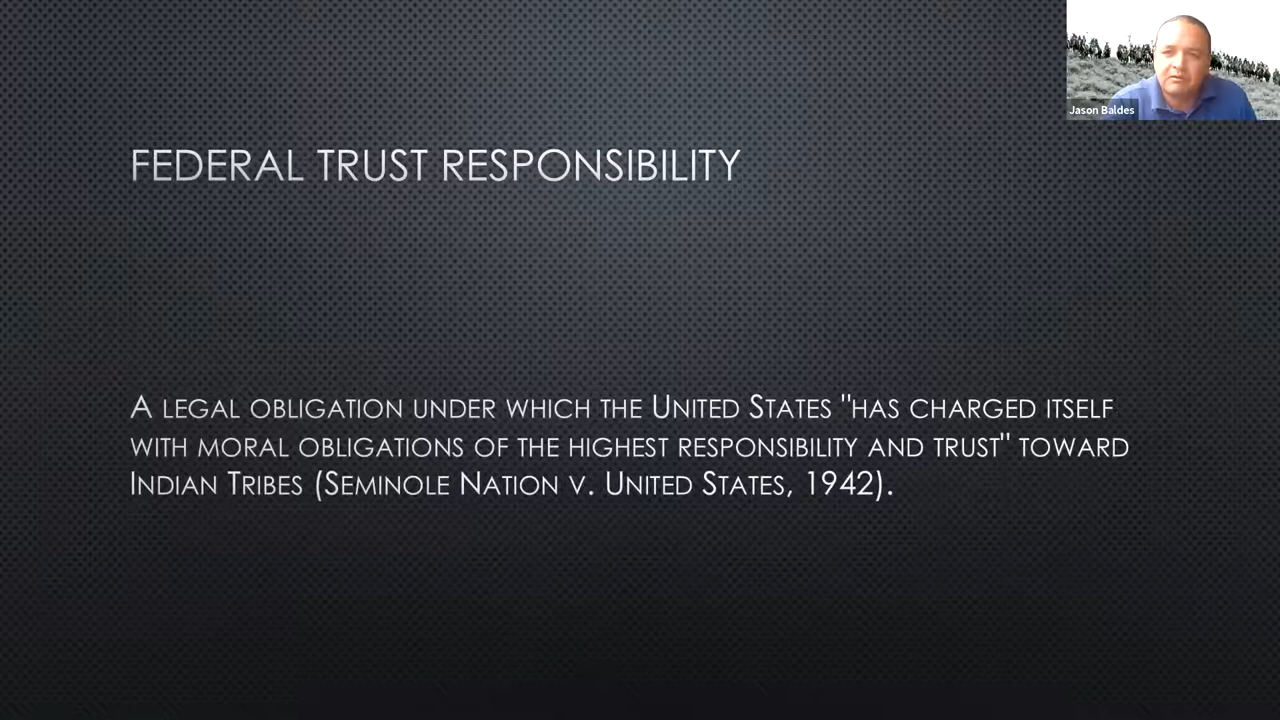 Jason Baldes
FEDERAL TRUST RESPONSIBILITY
A LEGAL OBLIGATION UNDER WHICH THE UNITED STATES "HAS CHARGED ITSELF
WITH MORAL OBLIGATIONS OF THE HIGHEST RESPONSIBILITY AND TRUST" TOWARD
INDIAN TRIBES (SEMINOLE NATION V. UNITED STATES, 1942).